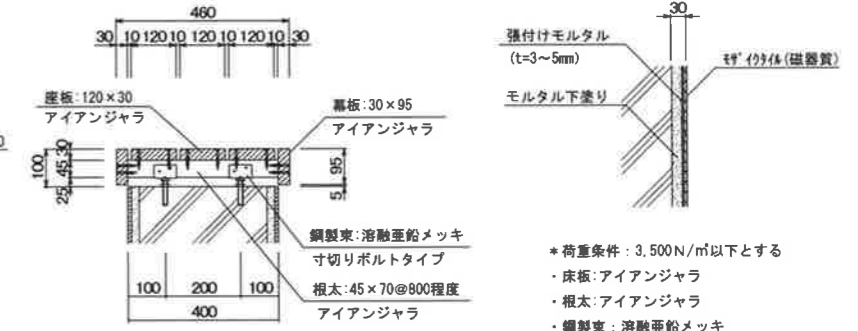 460
30 10 120 10 120 10 120 10 30
座板:120×30
アイアンジャラ
幕板:30×95
アイアンジャラ
100
30
45
25
95
5
鋼製束:溶融亜鉛メッキ
寸切りボルトタイプ
根太:45×70@800程度
アイアンジャラ
100 200 100
400
30
張付けモルタル
(t=3~5mm)
モザイクタイル(磁器質)
モルタル下塗り
*荷重条件:3,500N/㎡以下とする
・床板:アイアンジャラ
・根太:アイアンジャラ
・鋼製束:溶融亜鉛メッキ